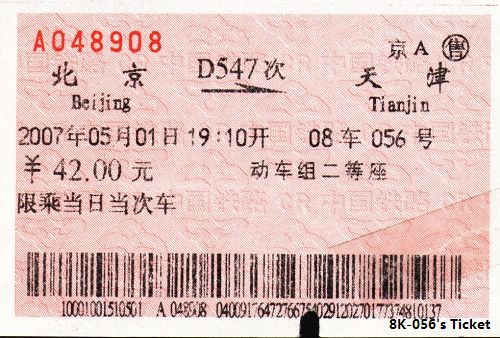 A048908
京A 售
北京 D547次 天津
Beijing Tianjin
2007年05月01日19:10开 08车056号
¥42.00元 动车组二等座
限乘当日当次车
8K-056's Ticket